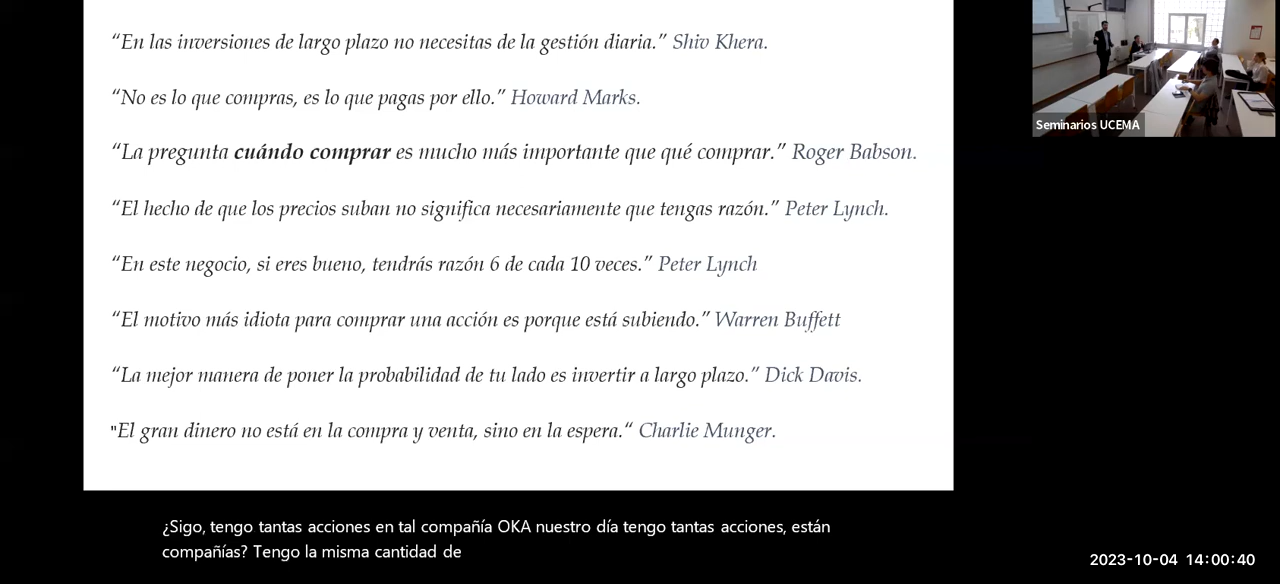 “En las inversiones de largo plazo no necesitas de la gestión diaria.” Shiv Khera.
“No es lo que compras, es lo que pagas por ello.” Howard Marks.
“La pregunta cuándo comprar es mucho más importante que qué comprar.” Roger Babson.
“El hecho de que los precios suban no significa necesariamente que tengas razón.” Peter Lynch.
“En este negocio, si eres bueno, tendrás razón 6 de cada 10 veces.” Peter Lynch
“El motivo más idiota para comprar una acción es porque está subiendo.” Warren Buffett
“La mejor manera de poner la probabilidad de tu lado es invertir a largo plazo.” Dick Davis.
"El gran dinero no está en la compra y venta, sino en la espera.“ Charlie Munger.
Seminarios UCEMA
¿Sigo, tengo tantas acciones en tal compañía OKA nuestro día tengo tantas acciones, están
compañías? Tengo la misma cantidad de
2023-10-04 14:00:40